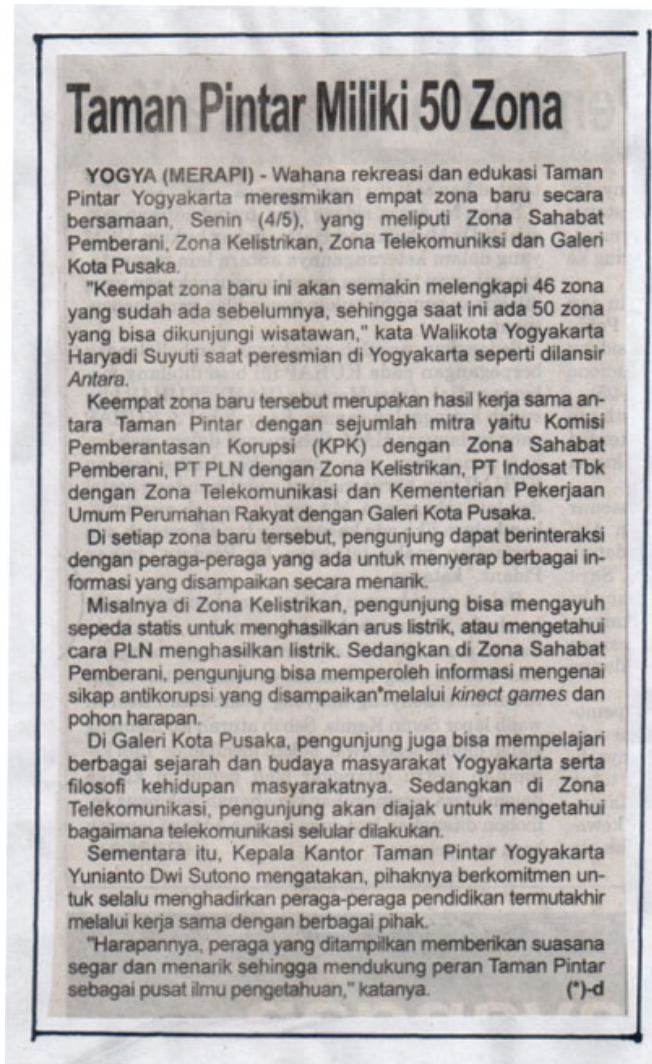 Taman Pintar Miliki 50 Zona
YOGYA (MERAPI) - Wahana rekreasi dan edukasi Taman
Pintar Yogyakarta meresmikan empat zona baru secara
bersamaan, Senin (4/5), yang meliputi Zona Sahabat
Pemberani, Zona Kelistrikan, Zona Telekomuniksi dan Galeri
Kota Pusaka.
"Keempat zona baru ini akan semakin melengkapi 46 zona
yang sudah ada sebelumnya, sehingga saat ini ada 50 zona
yang bisa dikunjungi wisatawan," kata Walikota Yogyakarta
Haryadi Suyuti saat peresmian di Yogyakarta seperti dilansir
Antara.
Keempat zona baru tersebut merupakan hasil kerja sama an-
tara Taman Pintar dengan sejumlah mitra yaitu Komisi
Pemberantasan Korupsi (KPK) dengan Zona Sahabat
Pemberani, PT PLN dengan Zona Kelistrikan, PT Indosat Tbk
dengan Zona Telekomunikasi dan Kementerian Pekerjaan
Umum Perumahan Rakyat dengan Galeri Kota Pusaka.
Di setiap zona baru tersebut, pengunjung dapat berinteraksi
dengan peraga-peraga yang ada untuk menyerap berbagai in-
formasi yang disampaikan secara menarik.
Misalnya di Zona Kelistrikan, pengunjung bisa mengayuh
sepeda statis untuk menghasilkan arus listrik, atau mengetahui
cara PLN menghasilkan listrik. Sedangkan di Zona Sahabat
Pemberani, pengunjung bisa memperoleh informasi mengenai
sikap antikorupsi yang disampaikan melalui kinect games dan
pohon harapan.
Di Galeri Kota Pusaka, pengunjung juga bisa mempelajari
berbagai sejarah dan budaya masyarakat Yogyakarta serta
filosofi kehidupan masyarakatnya. Sedangkan di Zona
Telekomunikasi, pengunjung akan diajak untuk mengetahui
bagaimana telekomunikasi selular dilakukan.
Sementara itu, Kepala Kantor Taman Pintar Yogyakarta
Yunianto Dwi Sutono mengatakan, pihaknya berkomitmen un-
tuk selalu menghadirkan peraga-peraga pendidikan termutakhir
melalui kerja sama dengan berbagai pihak.
"Harapannya, peraga yang ditampilkan memberikan suasana
segar dan menarik sehingga mendukung peran Taman Pintar
sebagai pusat ilmu pengetahuan," katanya. (*)-d